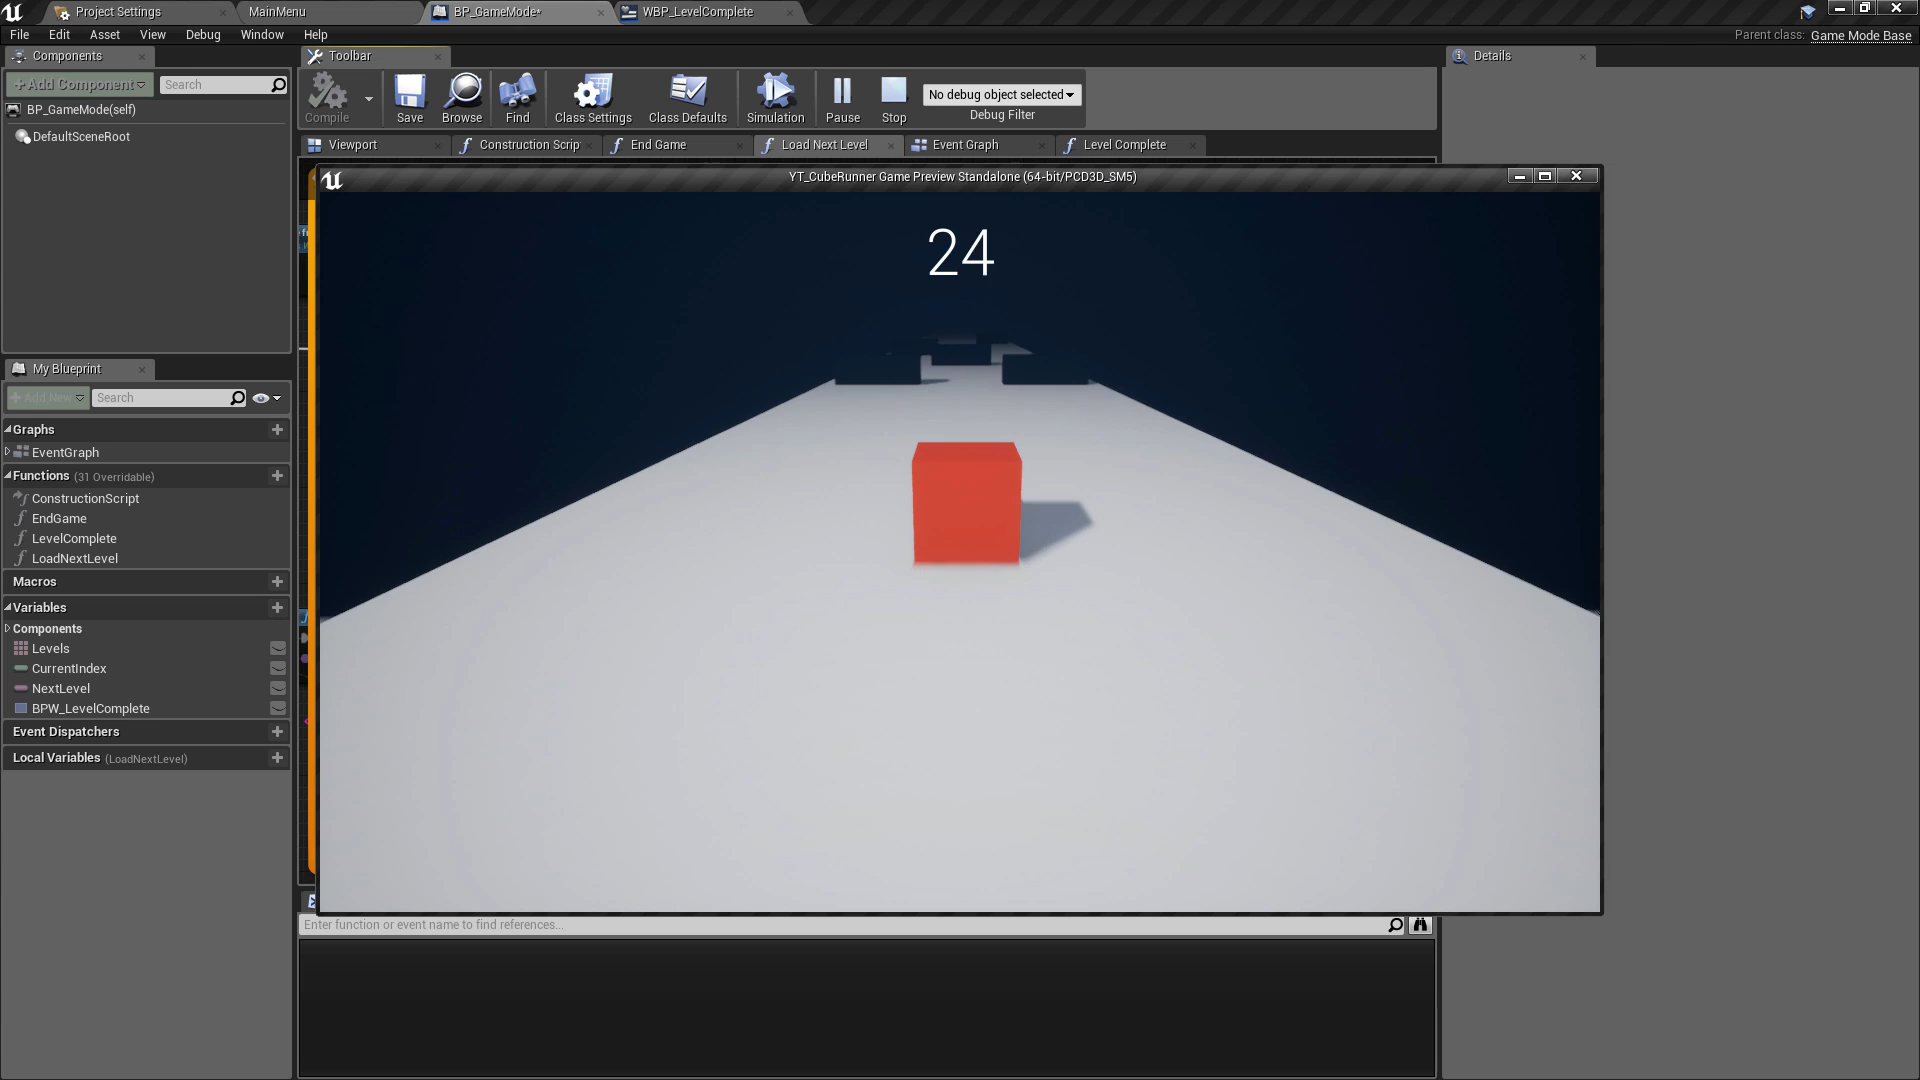 Project Settings
MainMenu
BP_GameMode*
WBP_LevelComplete
File Edit Asset View Debug Window Help
Parent class: Game Mode Base
Components
Toolbar
Details
+Add Component
Search
BP_GameMode(self)
DefaultSceneRoot
Compile
Save
Browse
Find
Class Settings
Class Defaults
Simulation
Pause
Stop
No debug object selected
Debug Filter
Viewport
Construction Scrip
End Game
Load Next Level
Event Graph
Level Complete
YT_CubeRunner Game Preview Standalone (64-bit/PCD3D_SM5)
24
My Blueprint
+Add New
Search
Graphs
EventGraph
Functions (31 Overridable)
ConstructionScript
EndGame
LevelComplete
LoadNextLevel
Macros
Variables
Components
Levels
CurrentIndex
NextLevel
BPW_LevelComplete
Event Dispatchers
Local Variables (LoadNextLevel)
Enter function or event name to find references...